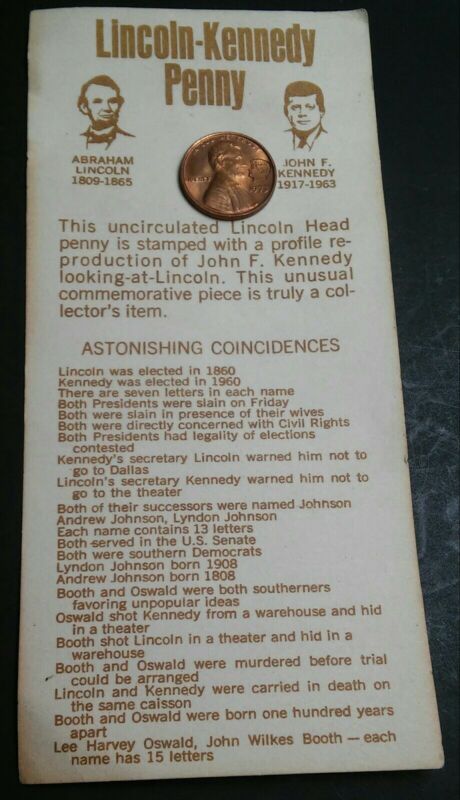 Lincoln-Kennedy
Penny
ABRAHAM
LINCOLN
1809-1865
JOHN F.
KENNEDY
1917-1963
This uncirculated Lincoln Head
penny is stamped with a profile re-
production of John F. Kennedy
looking-at-Lincoln. This unusual
commemorative piece is truly a col-
lector's item.
ASTONISHING COINCIDENCES
Lincoln was elected in 1860
Kennedy was elected in 1960
There are seven letters in each name
Both Presidents were slain on Friday
Both were slain in presence of their wives
Both were directly concerned with Civil Rights
Both Presidents had legality of elections
contested
Kennedy's secretary Lincoln warned him not to
go to Dallas
Lincoln's secretary Kennedy warned him not to
go to the theater
Both of their successors were named Johnson
Andrew Johnson, Lyndon Johnson
Each name contains 13 letters
Both served in the U.S. Senate
Both were southern Democrats
Lyndon Johnson born 1908
Andrew Johnson born 1808
Booth and Oswald were both southerners
favoring unpopular ideas
Oswald shot Kennedy from a warehouse and hid
in a theater
Booth shot Lincoln in a theater and hid in a
warehouse
Booth and Oswald were murdered before trial
could be arranged
Lincoln and Kennedy were carried in death on
the same caisson
Booth and Oswald were born one hundred years
apart
Lee Harvey Oswald, John Wilkes Booth — each
name has 15 letters